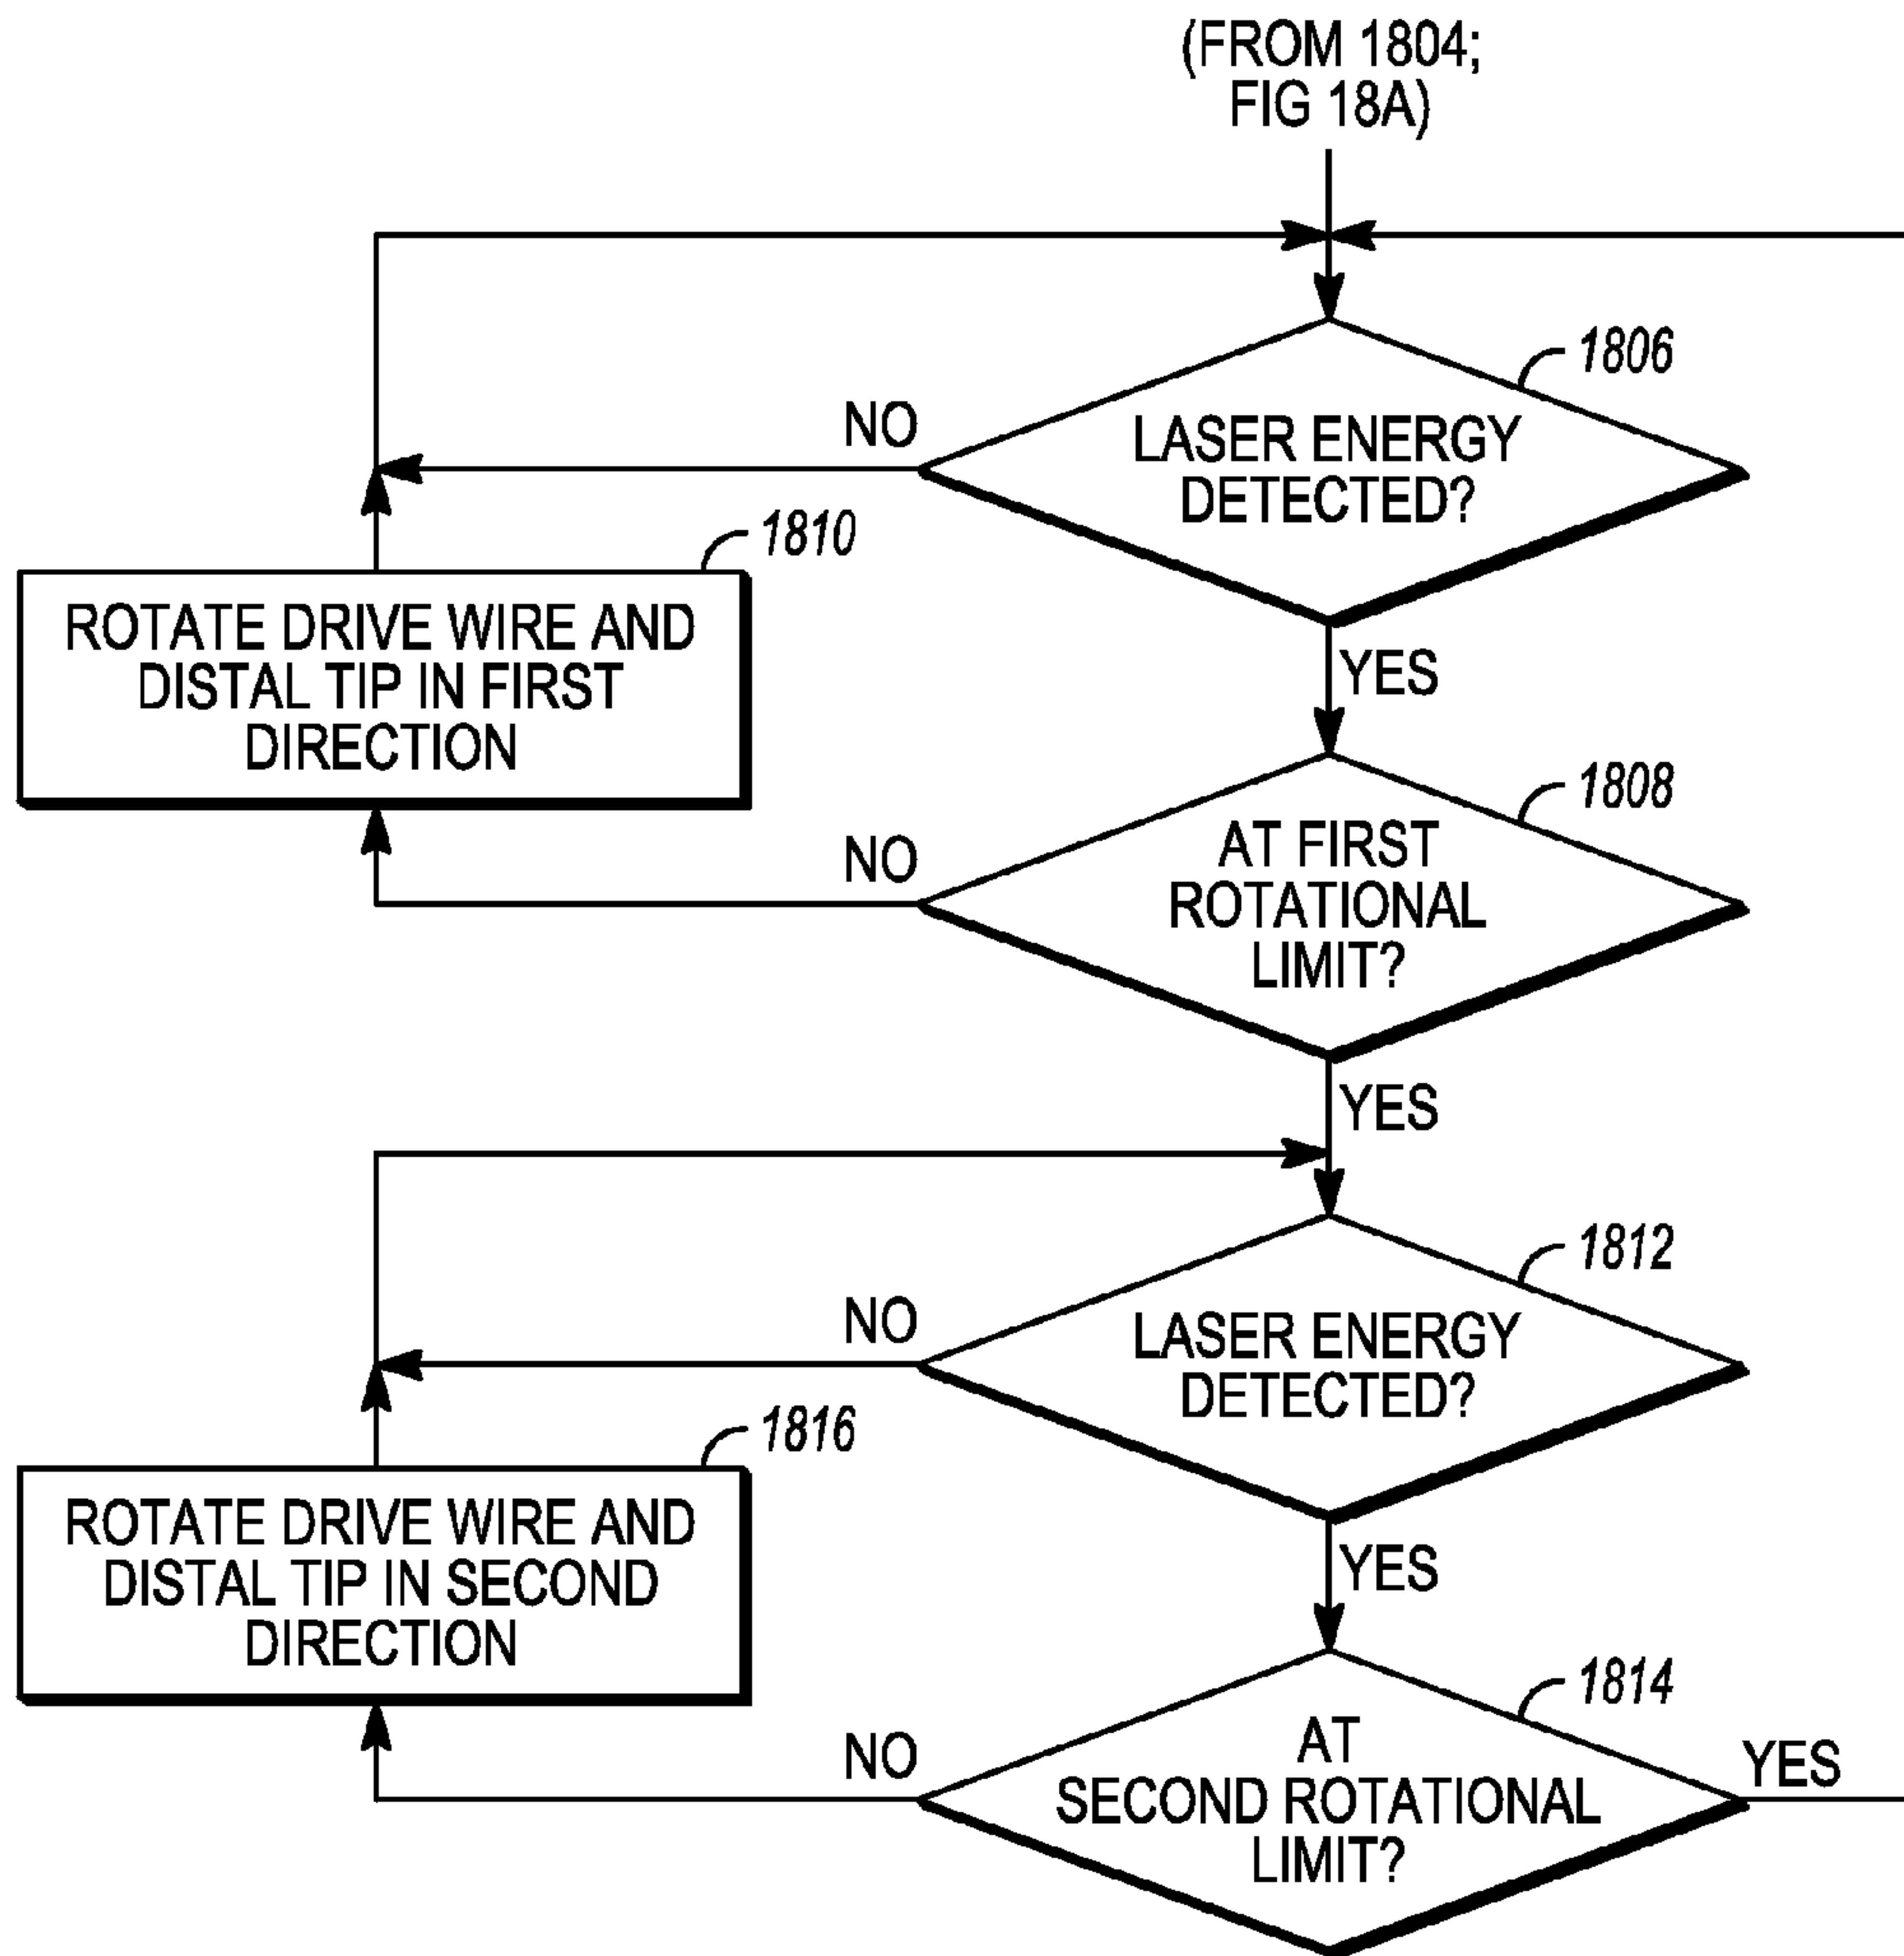 (FROM 1804;
FIG 18A)
1806
NO
LASER ENERGY
DETECTED?
1810
YES
ROTATE DRIVE WIRE AND
DISTAL TIP IN FIRST
DIRECTION
1808
NO
AT FIRST
ROTATIONAL
LIMIT?
YES
1812
NO
LASER ENERGY
DETECTED?
1816
YES
ROTATE DRIVE WIRE AND
DISTAL TIP IN SECOND
DIRECTION
1814
NO
AT
SECOND ROTATIONAL
LIMIT?
YES